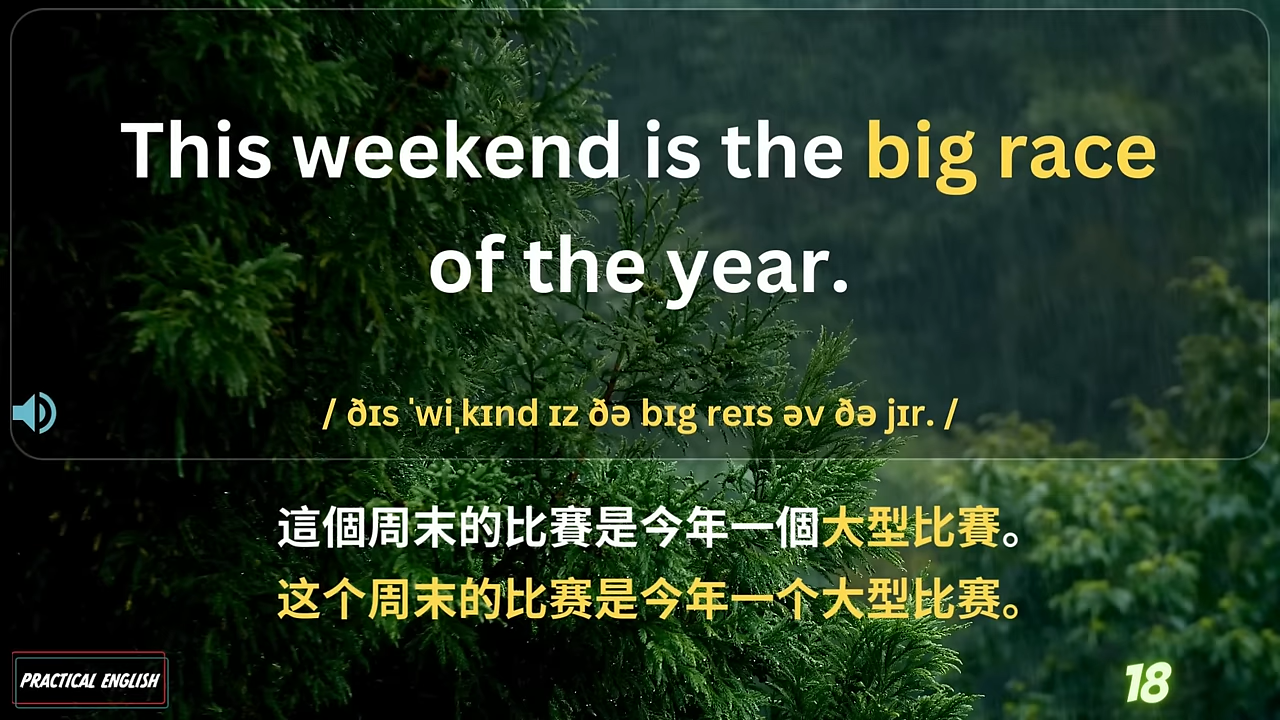 This weekend is the big race
of the year.
/ ðɪs ˈwiˌkɪnd ɪz ðə bɪg reɪs əv ðə jɪr. /
這個周末的比賽是今年一個大型比賽。
这个周末的比赛是今年一个大型比赛。
PRACTICAL ENGLISH
18